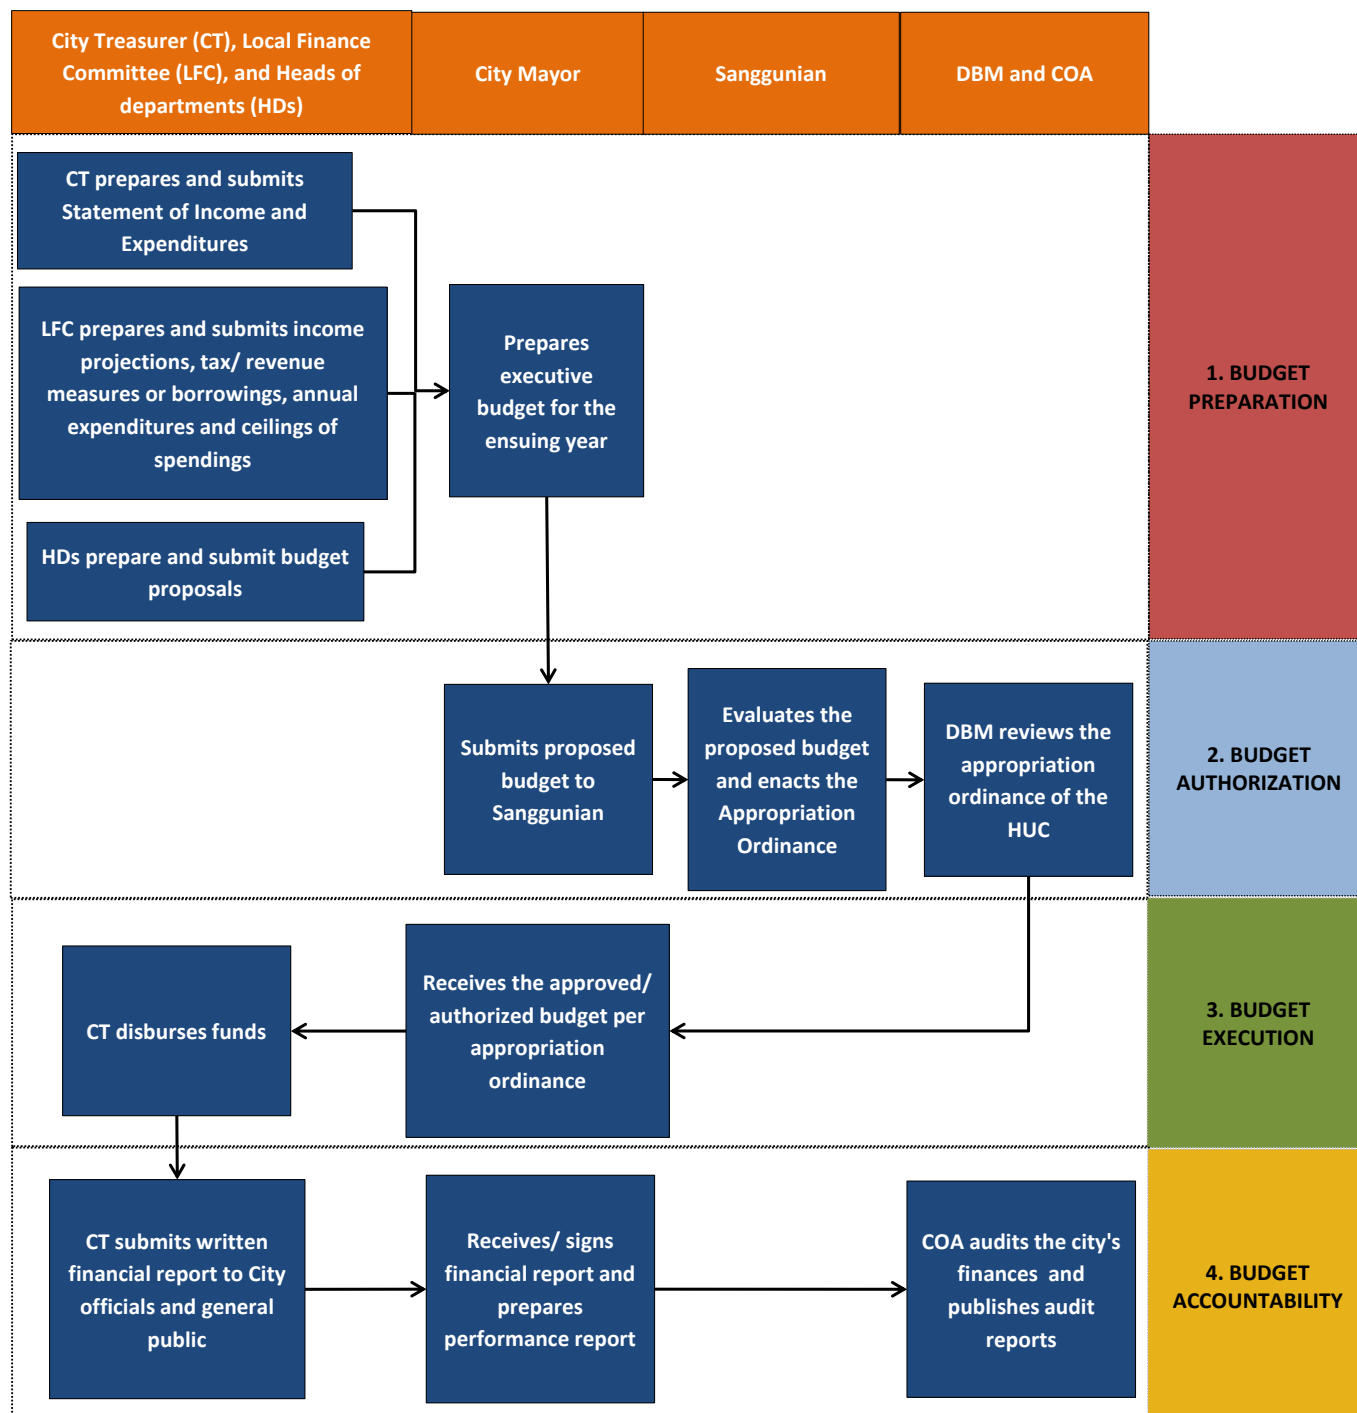 City Treasurer (CT), Local Finance
Committee (LFC), and Heads of
departments (HDs)
City Mayor
Sanggunian
DBM and COA
CT prepares and submits
Statement of Income and
Expenditures
LFC prepares and submits income
projections, tax/ revenue
measures or borrowings, annual
expenditures and ceilings of
spendings
HDs prepare and submit budget
proposals
Prepares
executive
budget for the
ensuing year
1. BUDGET
PREPARATION
Submits proposed
budget to
Sanggunian
Evaluates the
proposed budget
and enacts the
Appropriation
Ordinance
DBM reviews the
appropriation
ordinance of the
HUC
2. BUDGET
AUTHORIZATION
CT disburses funds
Receives the approved/
authorized budget per
appropriation
ordinance
3. BUDGET
EXECUTION
CT submits written
financial report to City
officials and general
public
Receives/ signs
financial report and
prepares
performance report
COA audits the city's
finances  and
publishes audit
reports
4. BUDGET
ACCOUNTABILITY